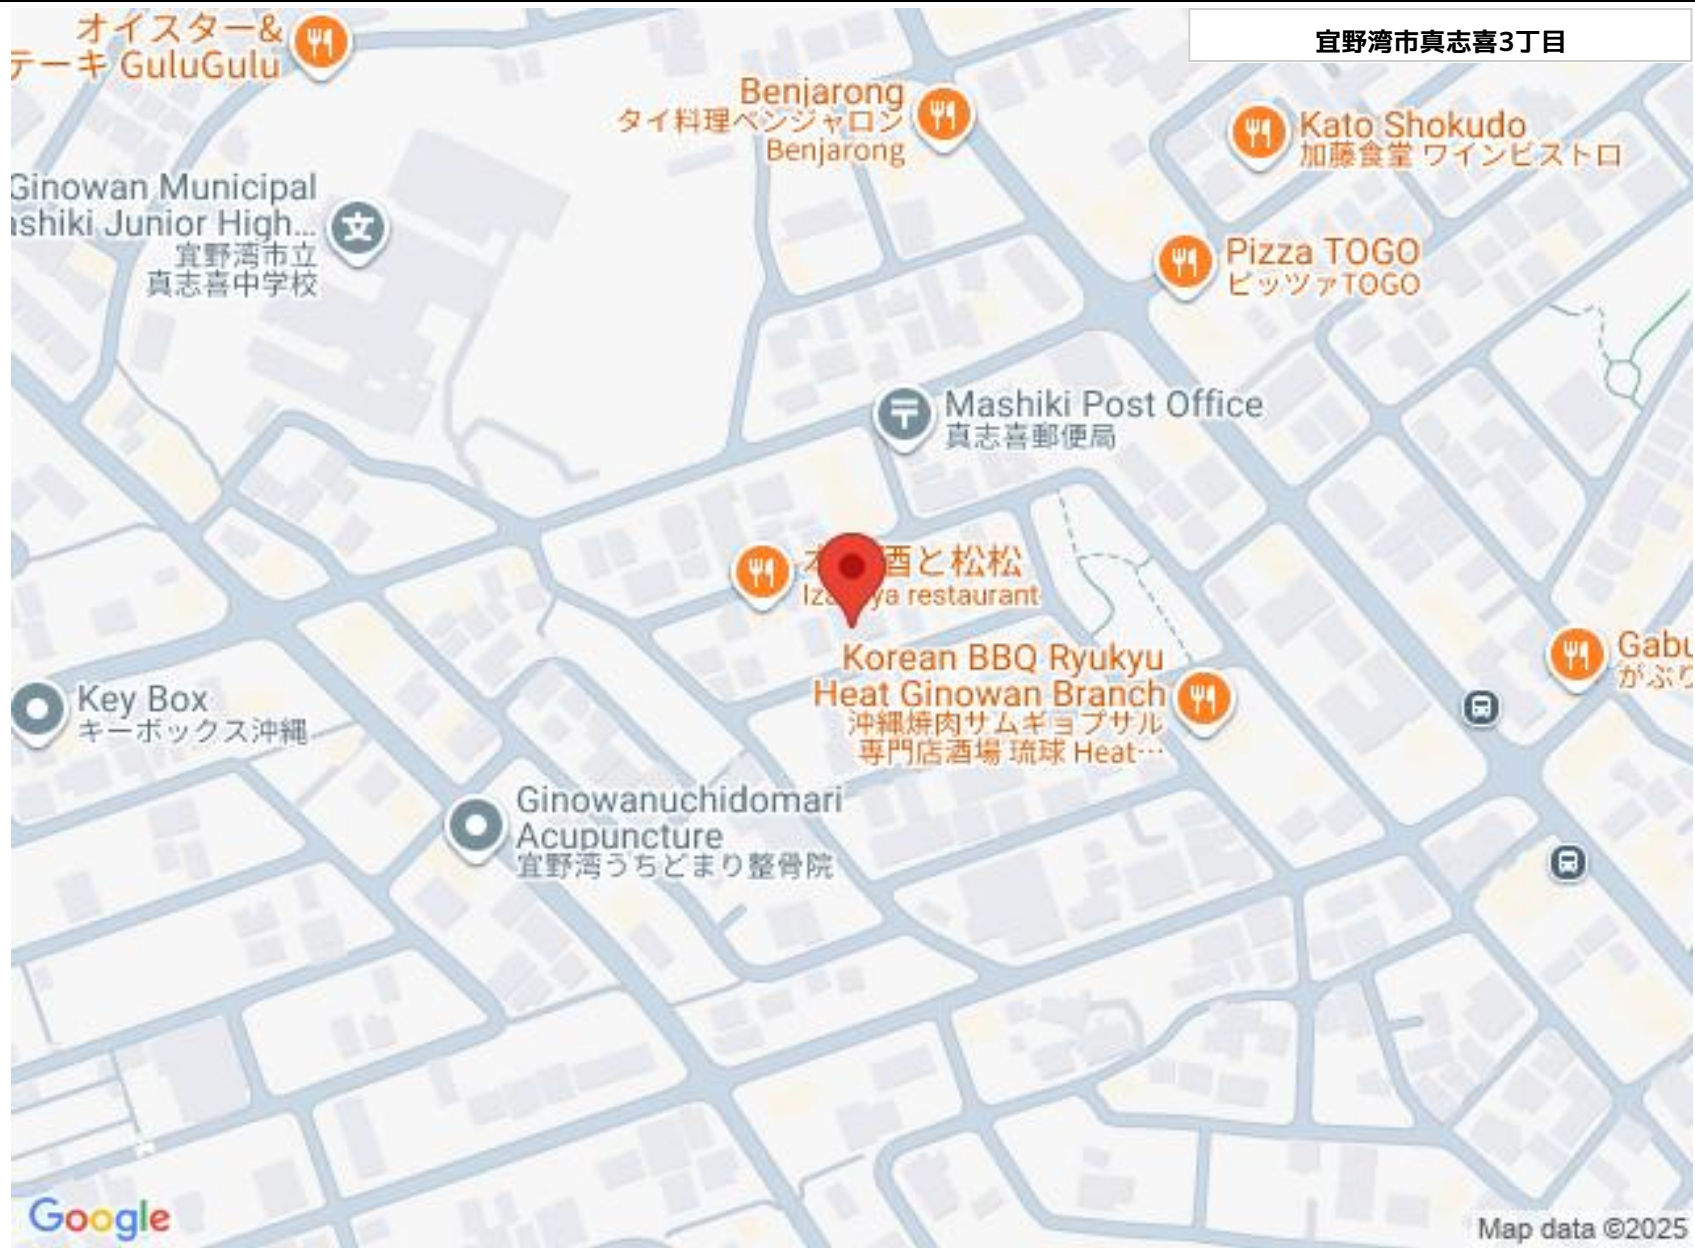 宜野湾市真志喜3丁目
オイスター&
テーキ GuluGulu
Benjarong
タイ料理ベンジャロン
Benjarong
Kato Shokudo
加藤食堂 ワインビストロ
Ginowan Municipal
ashiki Junior High...
宜野湾市立
真志喜中学校
Pizza TOGO
ピッツァTOGO
Mashiki Post Office
真志喜郵便局
酒と松松
restaurant
Korean BBQ Ryukyu
Heat Ginowan Branch
沖縄焼肉サムギョプサル
専門店酒場 琉球 Heat…
Gabu
がぶり
Key Box
キーボックス沖縄
Ginowanuchidomari
Acupuncture
宜野湾うちどまり整骨院
Google
Map data ©2025